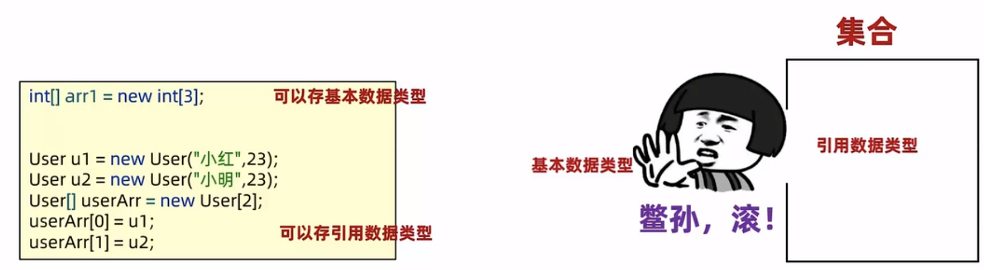 int[] arr1 = new int[3]; 可以存基本数据类型
User u1 = new User("小红",23);
User u2 = new User("小明",23);
User[] userArr = new User[2];
userArr[0] = u1;
userArr[1] = u2; 可以存引用数据类型
集合
基本数据类型
引用数据类型
鳖孙，滚！